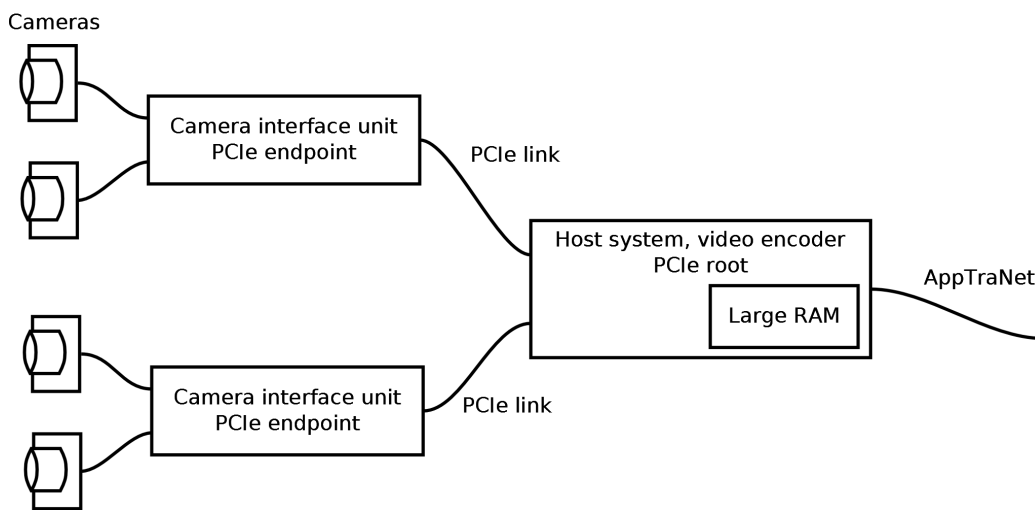 Cameras
Camera interface unit
PCIe endpoint
PCIe link
Host system, video encoder
PCIe root
AppTraNet
Large RAM
Camera interface unit
PCIe endpoint
PCIe link